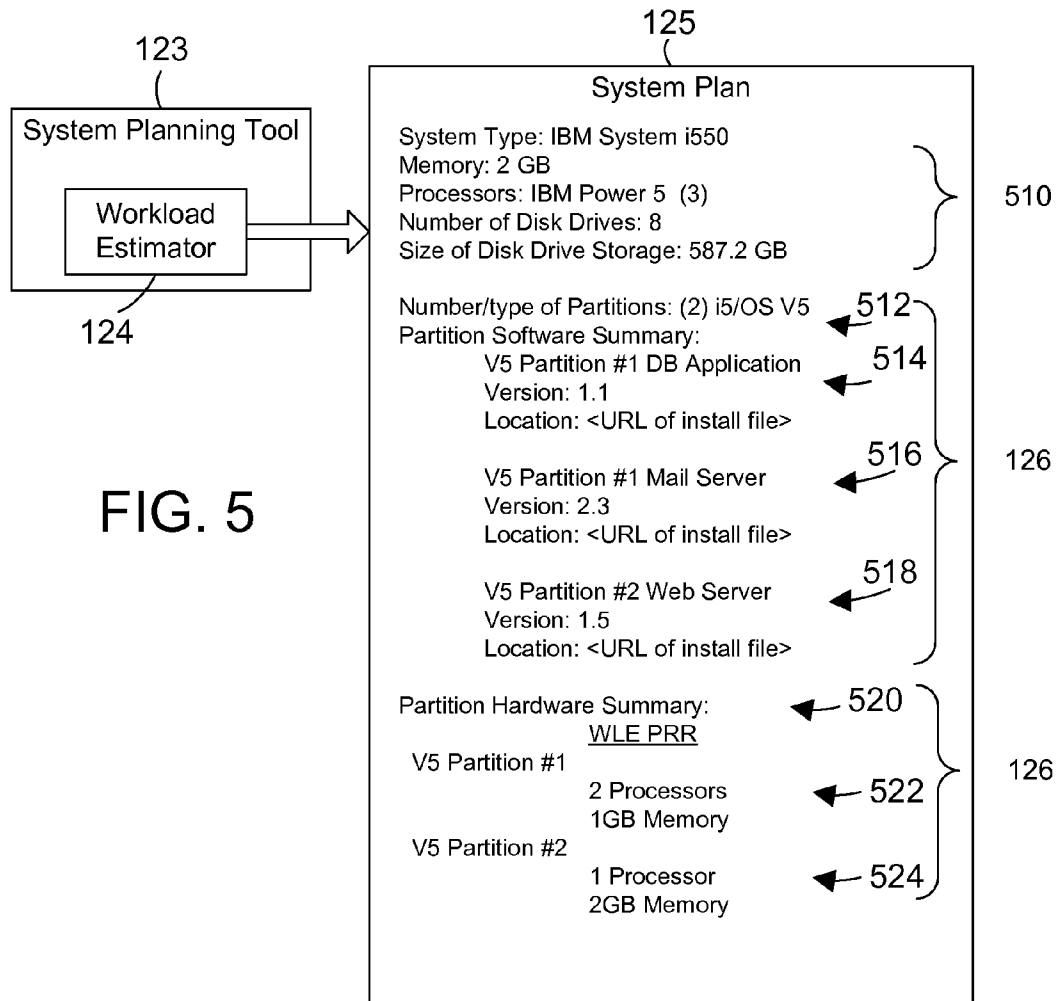 123
System Planning Tool
Workload
Estimator
124
FIG. 5
125
System Plan
System Type: IBM System i550
Memory: 2 GB
Processors: IBM Power 5 (3)
Number of Disk Drives: 8
Size of Disk Drive Storage: 587.2 GB
510
Number/type of Partitions: (2) i5/OS V5
512
Partition Software Summary:
V5 Partition #1 DB Application
514
Version: 1.1
Location: <URL of install file>
V5 Partition #1 Mail Server
516
Version: 2.3
Location: <URL of install file>
126
V5 Partition #2 Web Server
518
Version: 1.5
Location: <URL of install file>
Partition Hardware Summary:
520
WLE PRR
V5 Partition #1
2 Processors
522
1GB Memory
126
V5 Partition #2
1 Processor
524
2GB Memory